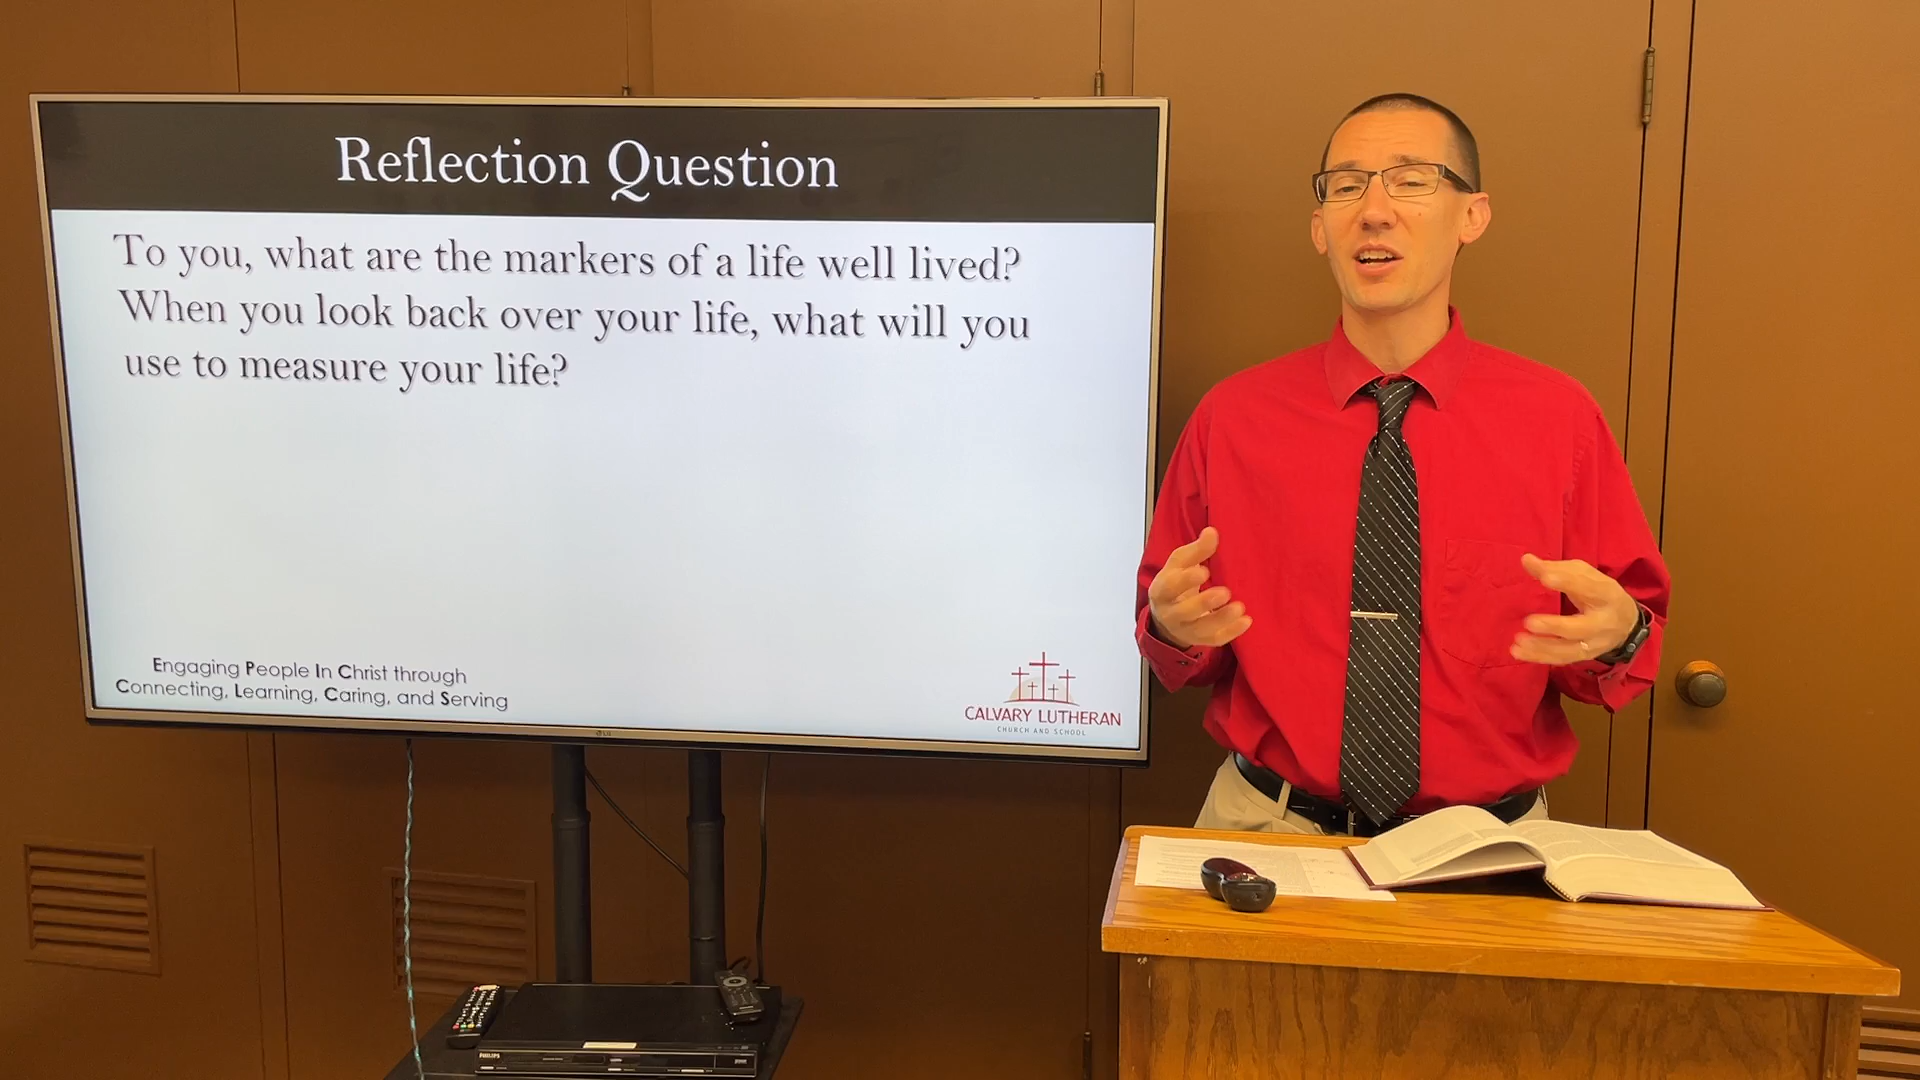 Reflection Question
To you, what are the markers of a life well lived?
When you look back over your life, what will you
use to measure your life?
Engaging People In Christ through
Connecting, Learning, Caring, and Serving
CALVARY LUTHERAN
CHURCH AND SCHOOL
LG
PHILIPS